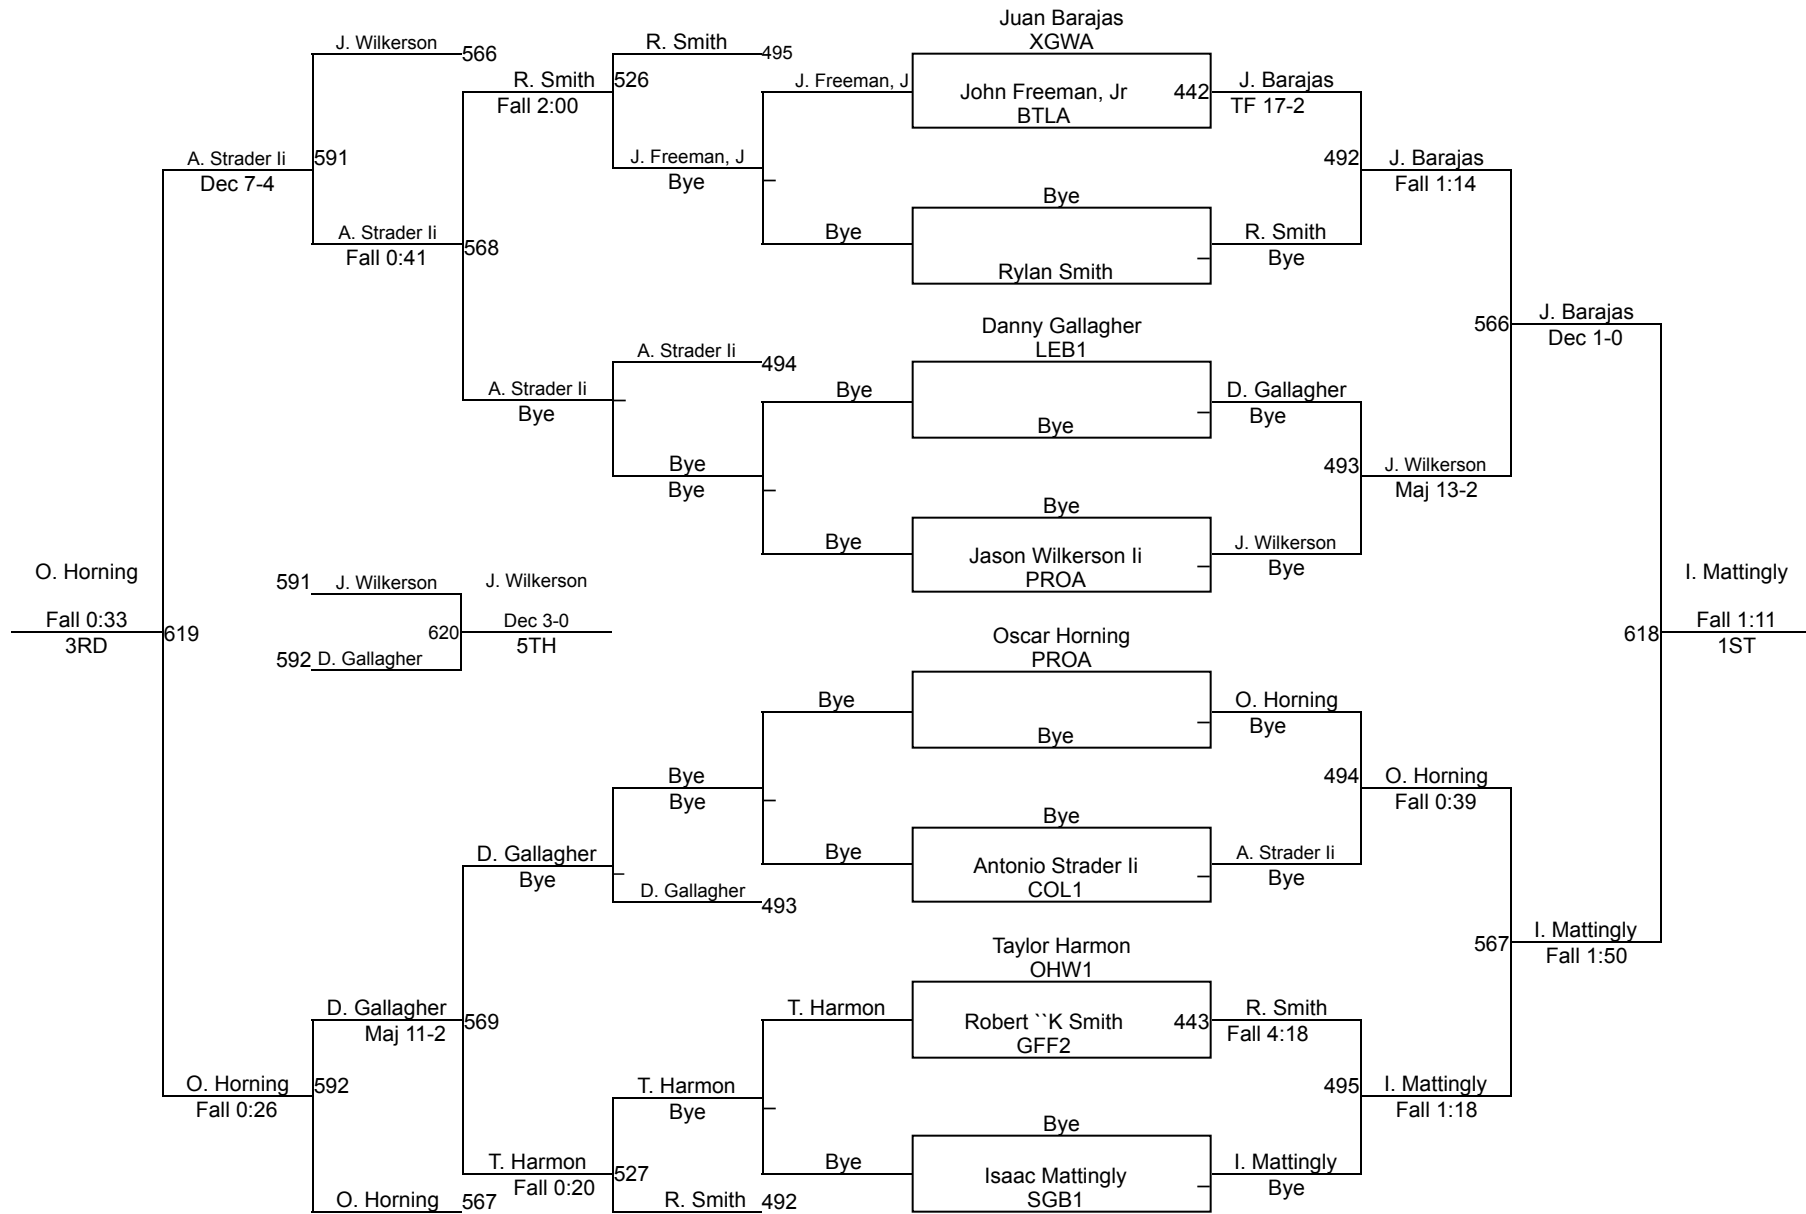 Juan Barajas
XGWA
J. Wilkerson
566
R. Smith
495
R. Smith
526
Fall 2:00
J. Freeman, J
John Freeman, Jr
442
BTLA
J. Barajas
TF 17-2
A. Strader Ii
591
Dec 7-4
J. Freeman, J
Bye
492
J. Barajas
Fall 1:14
Bye
A. Strader Ii
568
Fall 0:41
Bye
Rylan Smith
R. Smith
Bye
Danny Gallagher
LEB1
566
J. Barajas
Dec 1-0
A. Strader Ii
494
A. Strader Ii
Bye
Bye
Bye
D. Gallagher
Bye
Bye
Bye
493
J. Wilkerson
Maj 13-2
Bye
Bye
Jason Wilkerson Ii
PROA
J. Wilkerson
Bye
O. Horning
Fall 0:33
3RD
619
591
J. Wilkerson
592
D. Gallagher
620
J. Wilkerson
Dec 3-0
5TH
I. Mattingly
618
Fall 1:11
1ST
Oscar Horning
PROA
Bye
Bye
O. Horning
Bye
Bye
Bye
494
O. Horning
Fall 0:39
Bye
D. Gallagher
Bye
Bye
Antonio Strader Ii
COL1
A. Strader Ii
Bye
D. Gallagher
493
567
I. Mattingly
Fall 1:50
Taylor Harmon
OHW1
D. Gallagher
569
Maj 11-2
T. Harmon
Robert ``K Smith
443
GFF2
R. Smith
Fall 4:18
O. Horning
592
Fall 0:26
T. Harmon
Bye
495
I. Mattingly
Fall 1:18
Bye
T. Harmon
527
Fall 0:20
Bye
Isaac Mattingly
SGB1
I. Mattingly
Bye
O. Horning
567
R. Smith
492